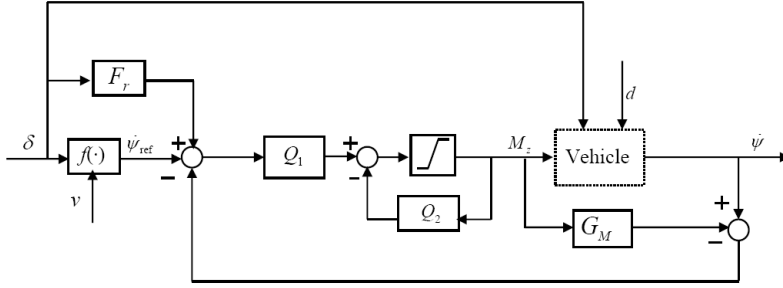 F_r
d
δ
f(·)
ψ̇_ref
+
−
Q_1
+
−
M_z
Vehicle
ψ̇
v
Q_2
G_M
+
−